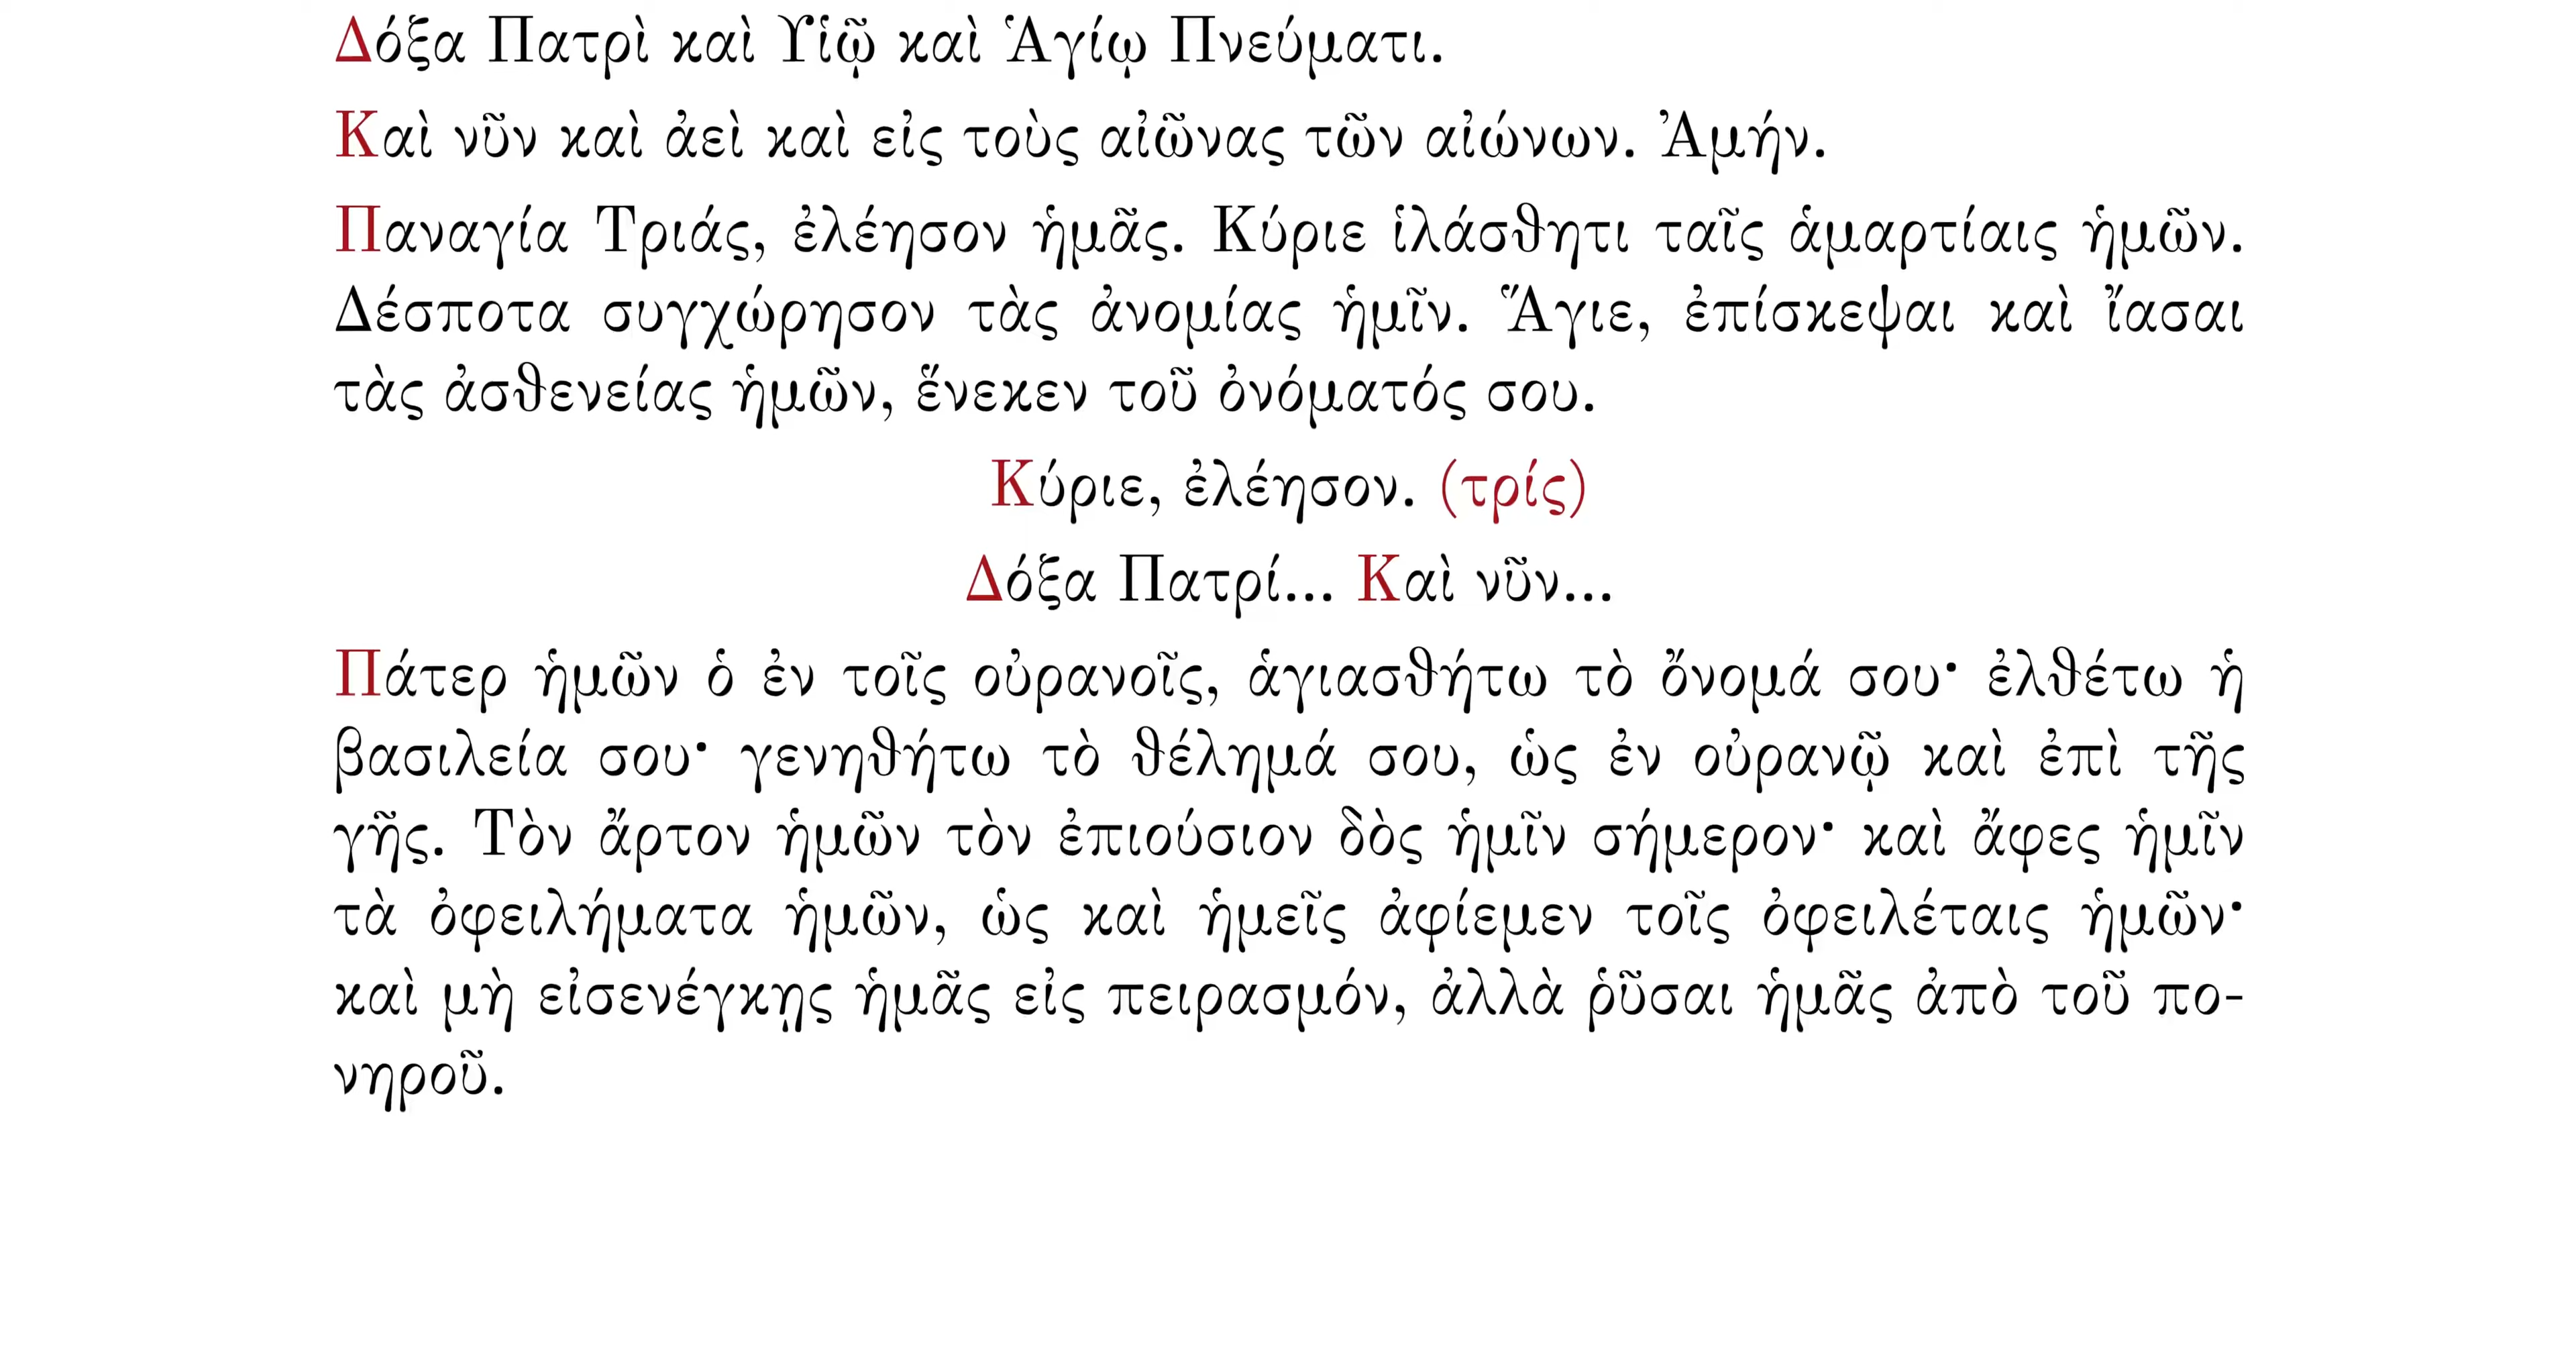 Δόξα Πατρὶ καὶ Υἱῷ καὶ Ἁγίῳ Πνεύματι.
Καὶ νῦν καὶ ἀεὶ καὶ εἰς τοὺς αἰῶνας τῶν αἰώνων. Ἀμήν.
Παναγία Τριάς, ἐλέησον ἡμᾶς. Κύριε ἱλάσθητι ταῖς ἁμαρτίαις ἡμῶν.
Δέσποτα συγχώρησον τὰς ἀνομίας ἡμῖν. Ἅγιε, ἐπίσκεψαι καὶ ἴασαι
τὰς ἀσθενείας ἡμῶν, ἕνεκεν τοῦ ὀνόματός σου.
Κύριε, ἐλέησον. (τρίς)
Δόξα Πατρί... Καὶ νῦν...
Πάτερ ἡμῶν ὁ ἐν τοῖς οὐρανοῖς, ἁγιασθήτω τὸ ὄνομά σου· ἐλθέτω ἡ
βασιλεία σου· γενηθήτω τὸ θέλημά σου, ὡς ἐν οὐρανῷ καὶ ἐπὶ τῆς
γῆς. Τὸν ἄρτον ἡμῶν τὸν ἐπιούσιον δὸς ἡμῖν σήμερον· καὶ ἄφες ἡμῖν
τὰ ὀφειλήματα ἡμῶν, ὡς καὶ ἡμεῖς ἀφίεμεν τοῖς ὀφειλέταις ἡμῶν·
καὶ μὴ εἰσενέγκῃς ἡμᾶς εἰς πειρασμόν, ἀλλὰ ῥῦσαι ἡμᾶς ἀπὸ τοῦ πο-
νηροῦ.